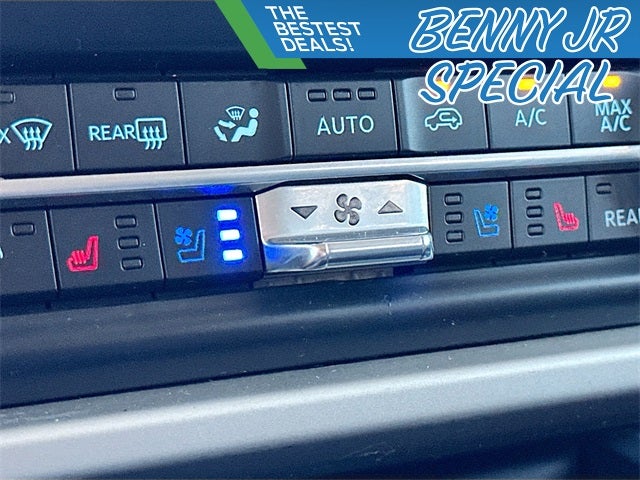 THE
BESTEST
DEALS!
BENNY JR
SPECIAL
REAR
AUTO
A/C
MAX
A/C
REAR